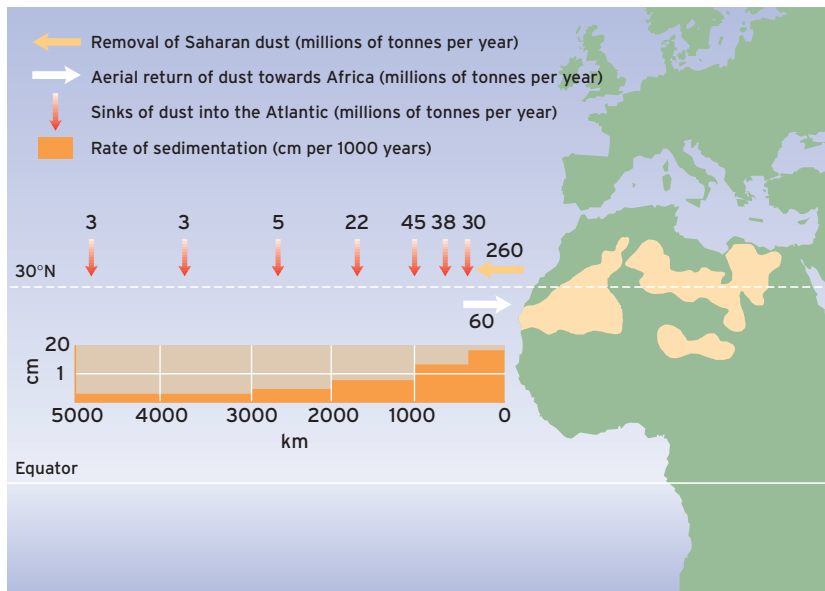 Removal of Saharan dust (millions of tonnes per year)
Aerial return of dust towards Africa (millions of tonnes per year)
Sinks of dust into the Atlantic (millions of tonnes per year)
Rate of sedimentation (cm per 1000 years)
3 3 5 22 45 38 30
260
30°N
60
20
1
cm
5000 4000 3000 2000 1000 0
km
Equator